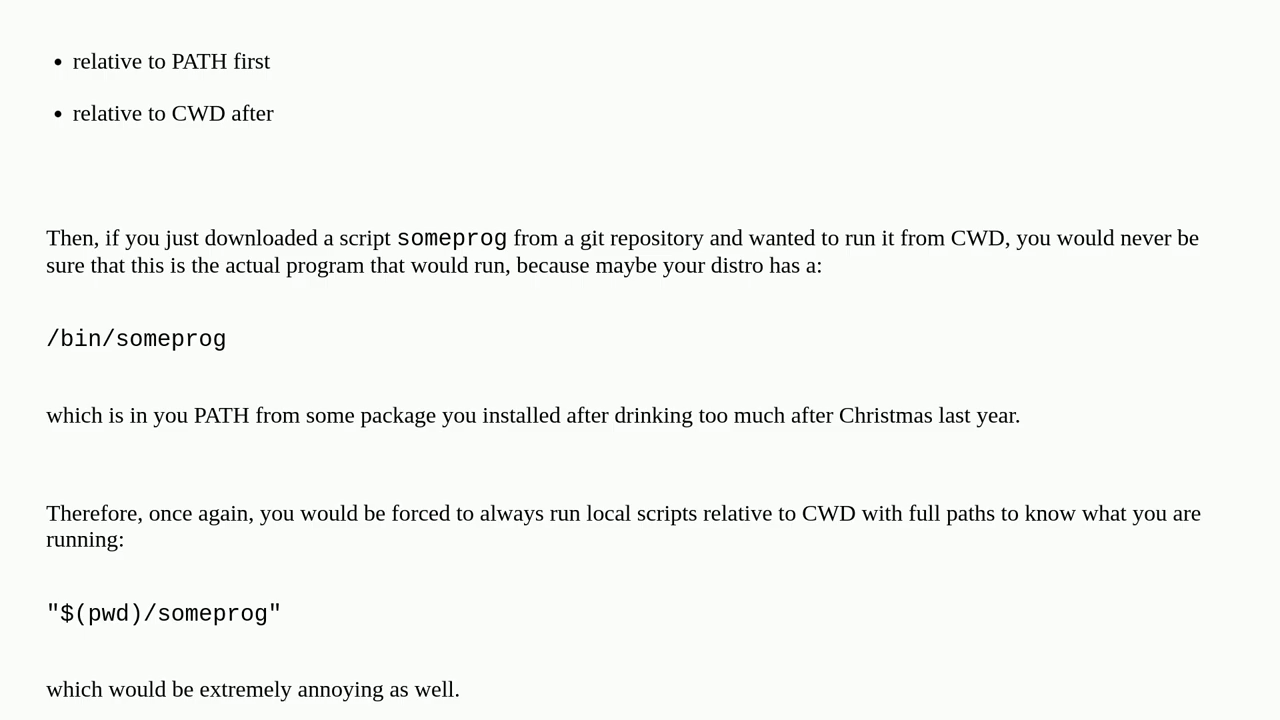 • relative to PATH first
• relative to CWD after
Then, if you just downloaded a script someprog from a git repository and wanted to run it from CWD, you would never be
sure that this is the actual program that would run, because maybe your distro has a:
/bin/someprog
which is in you PATH from some package you installed after drinking too much after Christmas last year.
Therefore, once again, you would be forced to always run local scripts relative to CWD with full paths to know what you are
running:
"$(pwd)/someprog"
which would be extremely annoying as well.